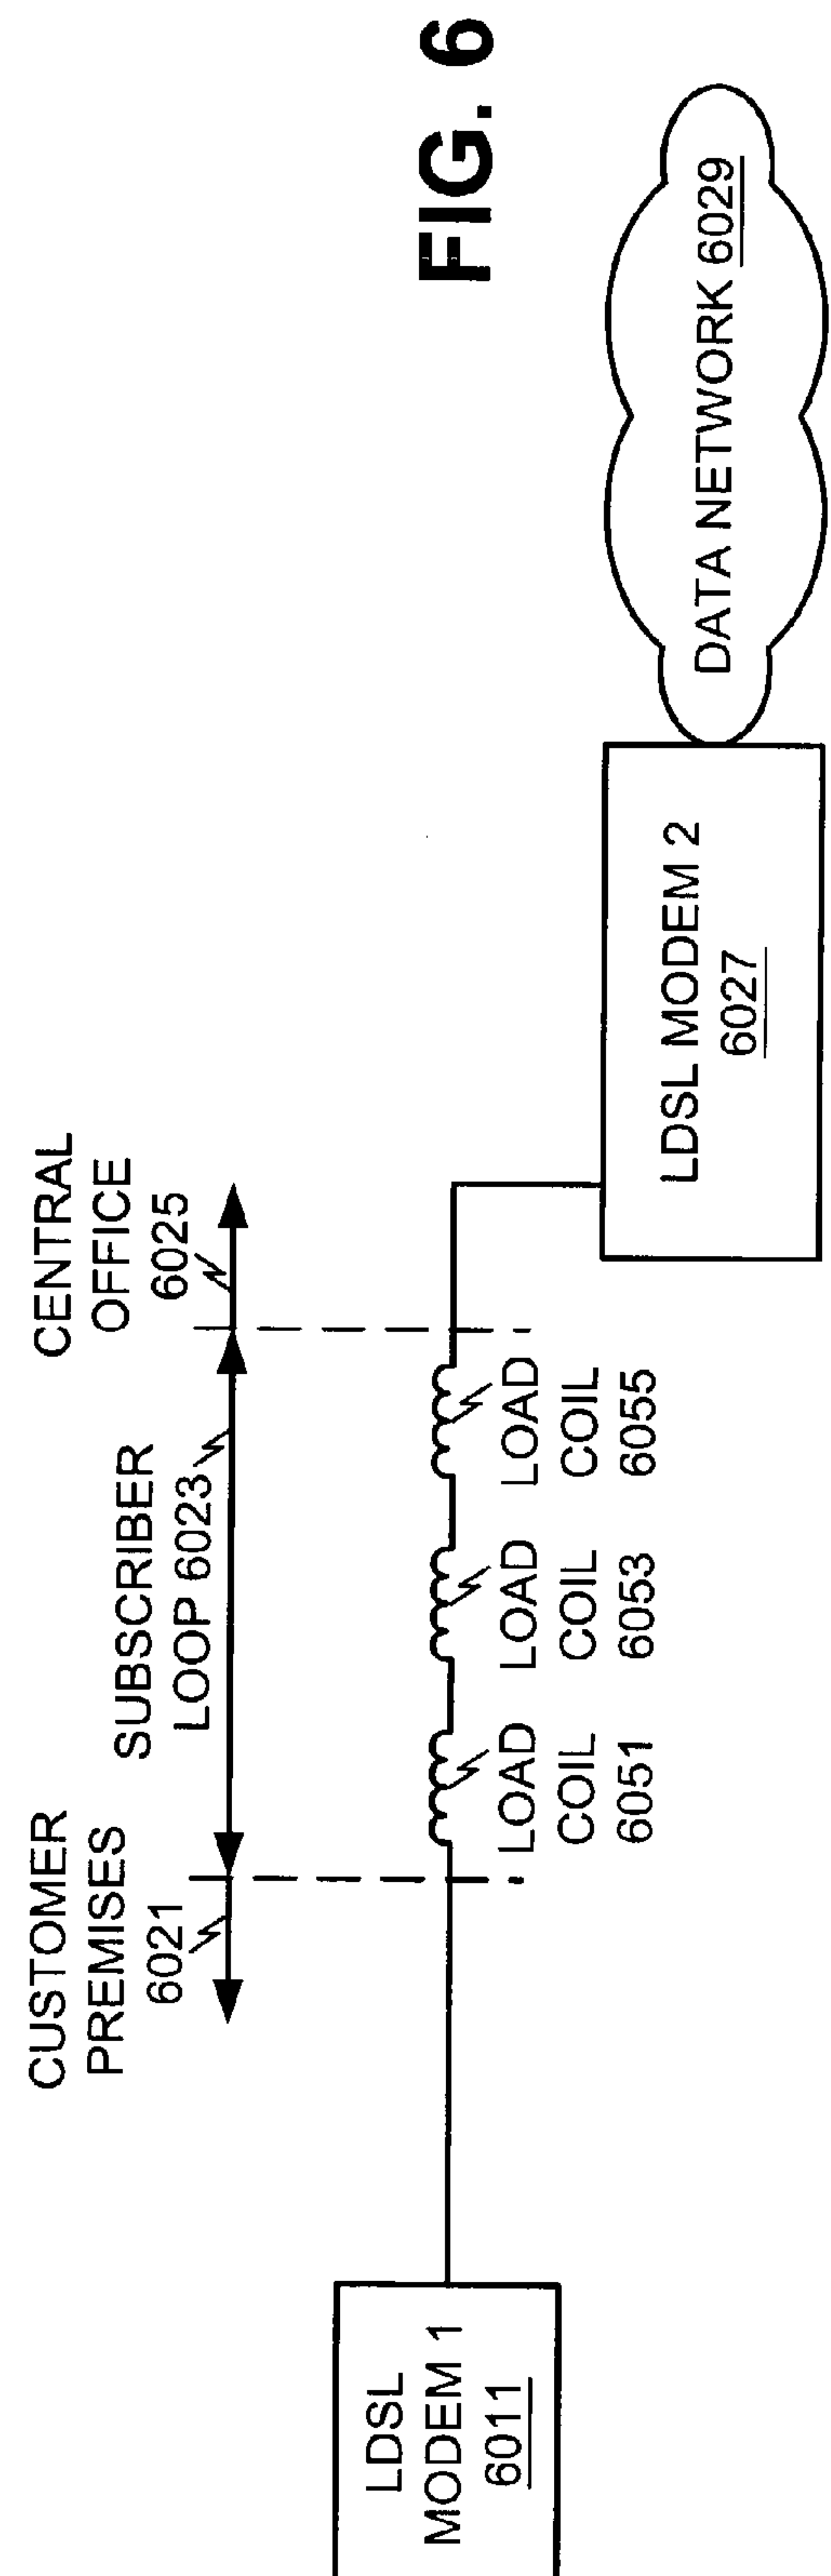 CUSTOMER
PREMISES
6021
SUBSCRIBER
LOOP 6023
CENTRAL
OFFICE
6025
LDSL
MODEM 1
6011
LOAD
COIL
6051
LOAD
COIL
6053
LOAD
COIL
6055
LDSL MODEM 2
6027
DATA NETWORK 6029
FIG. 6